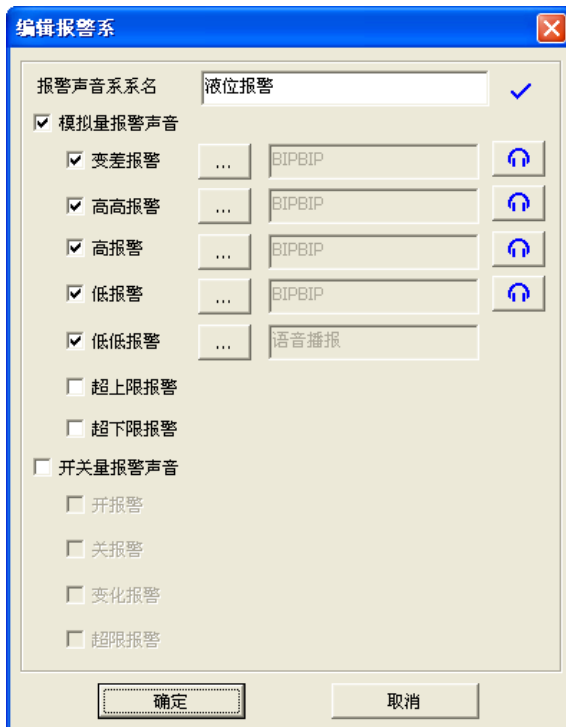 编辑报警系
报警声音系系名 液位报警
模拟量报警声音
变差报警 ... BIPBIP
高高报警 ... BIPBIP
高报警 ... BIPBIP
低报警 ... BIPBIP
低低报警 ... 语音播报
超上限报警
超下限报警
开关量报警声音
开报警
关报警
变化报警
超限报警
确定 取消